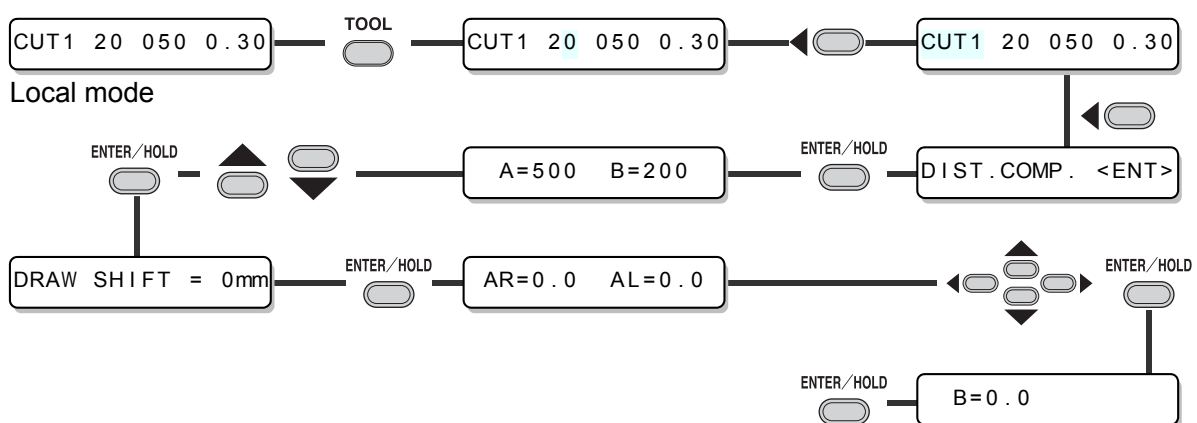 TOOL
CUT1 20 050 0.30 CUT1 20 050 0.30 CUT1 20 050 0.30
Local mode
ENTER/HOLD A=500 B=200 ENTER/HOLD DIST.COMP. <ENT>
DRAW SHIFT = 0mm ENTER/HOLD AR=0.0 AL=0.0 ENTER/HOLD
ENTER/HOLD B=0.0